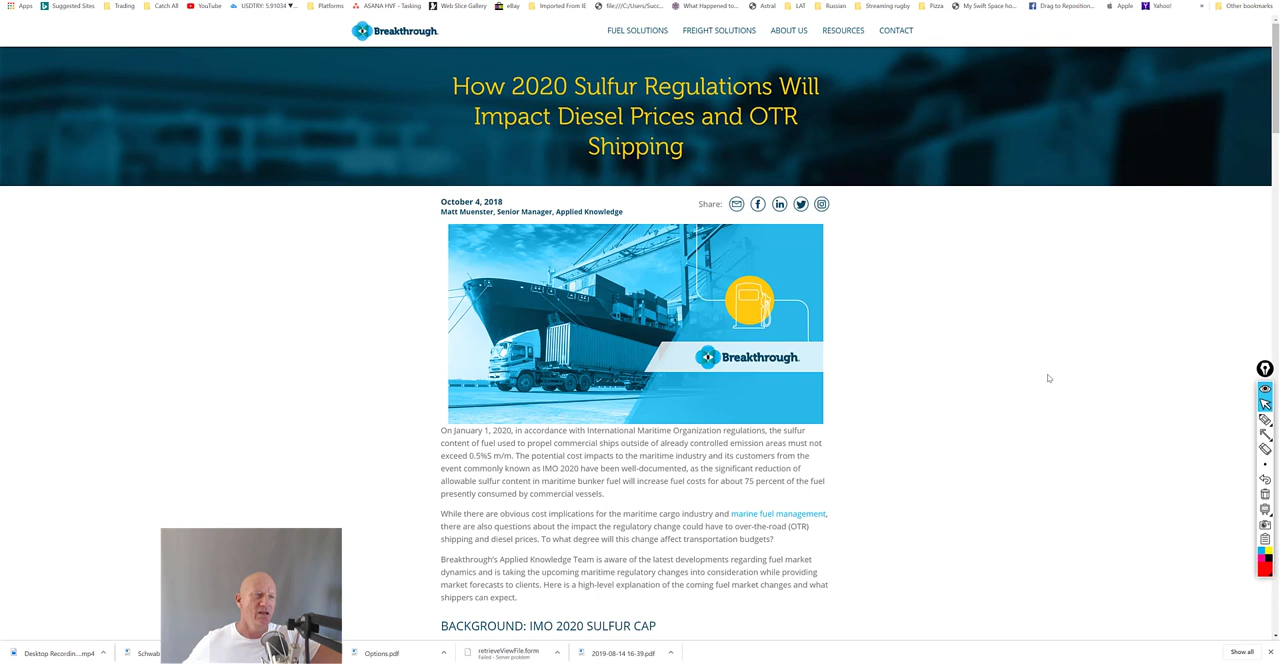 Apps Suggested Sites Trading Catch All YouTube USDTRY: 5.91034 ▼... Platforms ASANA HVF - Tasking Web Slice Gallery eBay Imported From IE file:///C:/Users/Succ... What Happened to... Astral LAT Russian Streaming rugby Pizza My Swift Space ho... Drag to Reposition... Apple Yahoo! » Other bookmarks
Breakthrough. FUEL SOLUTIONS FREIGHT SOLUTIONS ABOUT US RESOURCES CONTACT
How 2020 Sulfur Regulations Will
Impact Diesel Prices and OTR
Shipping
October 4, 2018
Matt Muenster, Senior Manager, Applied Knowledge
Share:
Breakthrough.
On January 1, 2020, in accordance with International Maritime Organization regulations, the sulfur
content of fuel used to propel commercial ships outside of already controlled emission areas must not
exceed 0.5%S m/m. The potential cost impacts to the maritime industry and its customers from the
event commonly known as IMO 2020 have been well-documented, as the significant reduction of
allowable sulfur content in maritime bunker fuel will increase fuel costs for about 75 percent of the fuel
presently consumed by commercial vessels.
While there are obvious cost implications for the maritime cargo industry and marine fuel management,
there are also questions about the impact the regulatory change could have to over-the-road (OTR)
shipping and diesel prices. To what degree will this change affect transportation budgets?
Breakthrough's Applied Knowledge Team is aware of the latest developments regarding fuel market
dynamics and is taking the upcoming maritime regulatory changes into consideration while providing
market forecasts to clients. Here is a high-level explanation of the coming fuel market changes and what
shippers can expect.
BACKGROUND: IMO 2020 SULFUR CAP
Desktop Recordin....mp4 Schwab Options.pdf retrieveViewFile.form 2019-08-14 16-39.pdf Show all
Failed - Server problem